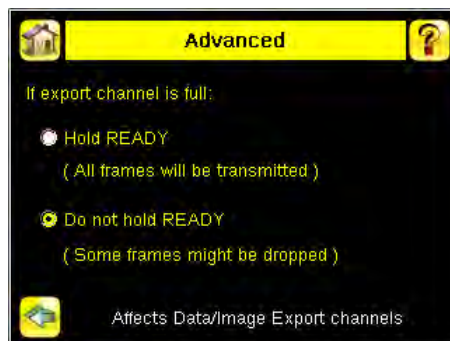 Advanced
?
If export channel is full:
Hold READY
( All frames will be transmitted )
Do not hold READY
( Some frames might be dropped )
Affects Data/Image Export channels